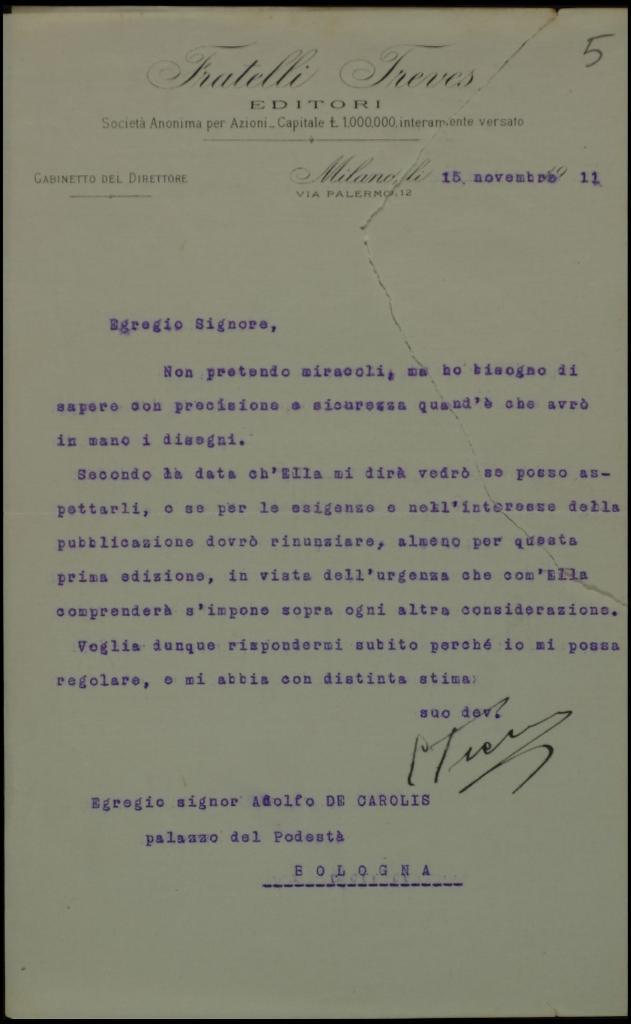 5
Fratelli Treves
EDITORI
Società Anonima per Azioni_Capitale Ł. 1,000,000, interamente versato
GABINETTO DEL DIRETTORE
Milano, li 15 novembre 19 11
VIA PALERMO, 12
Egregio Signore,
Non pretendo miracoli, ma ho bisogno di
sapere con precisione e sicurezza quand'è che avrò
in mano i disegni.
Secondo la data ch'Ella mi dirà vedrò se posso as-
pettarli, o se per le esigenze e nell'interesse della
pubblicazione dovrò rinunziare, almeno per questa
prima edizione, in vista dell'urgenza che com'Ella
comprenderà s'impone sopra ogni altra considerazione.
Voglia dunque rispondermi subito perché io mi possa
regolare, e mi abbia con distinta stima
suo dev.
Egregio signor Adolfo DE CAROLIS
palazzo del Podestà
BOLOGNA